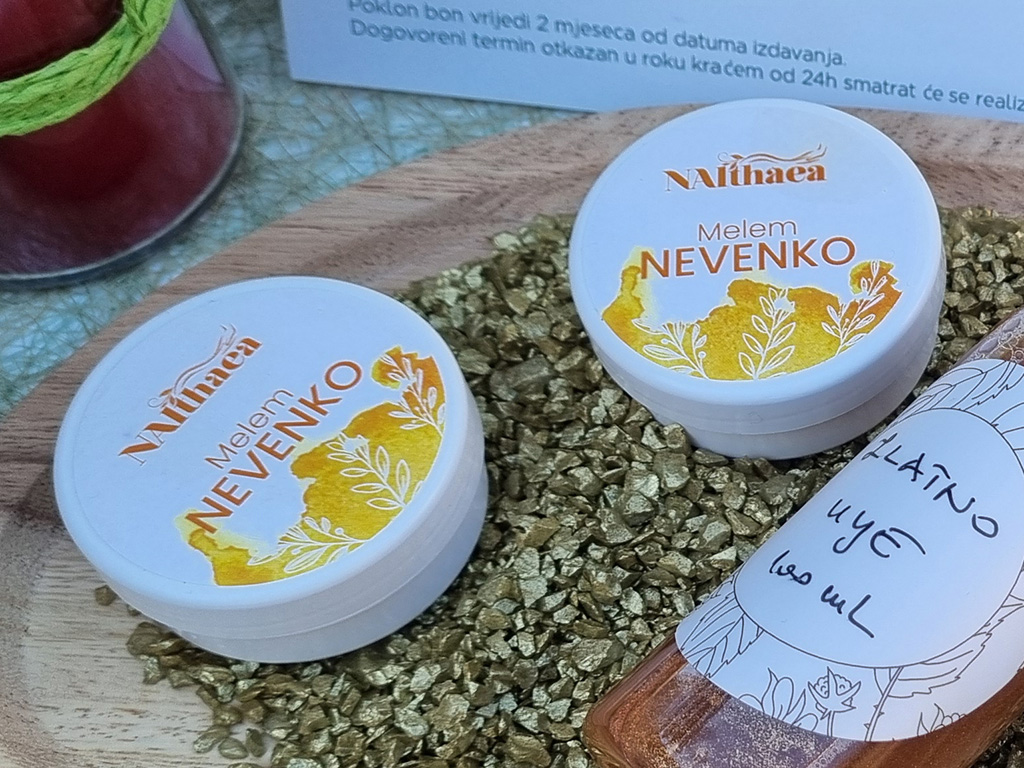 Poklon bon vrijedi 2 mjeseca od datuma izdavanja.
Dogovoreni termin otkazan u roku kraćem od 24h smatrat će se realiz
NAlthaea
Melem
NEVENKO
NAlthaea
Melem
NEVENKO
ZLATNO
ULJE
100 mL